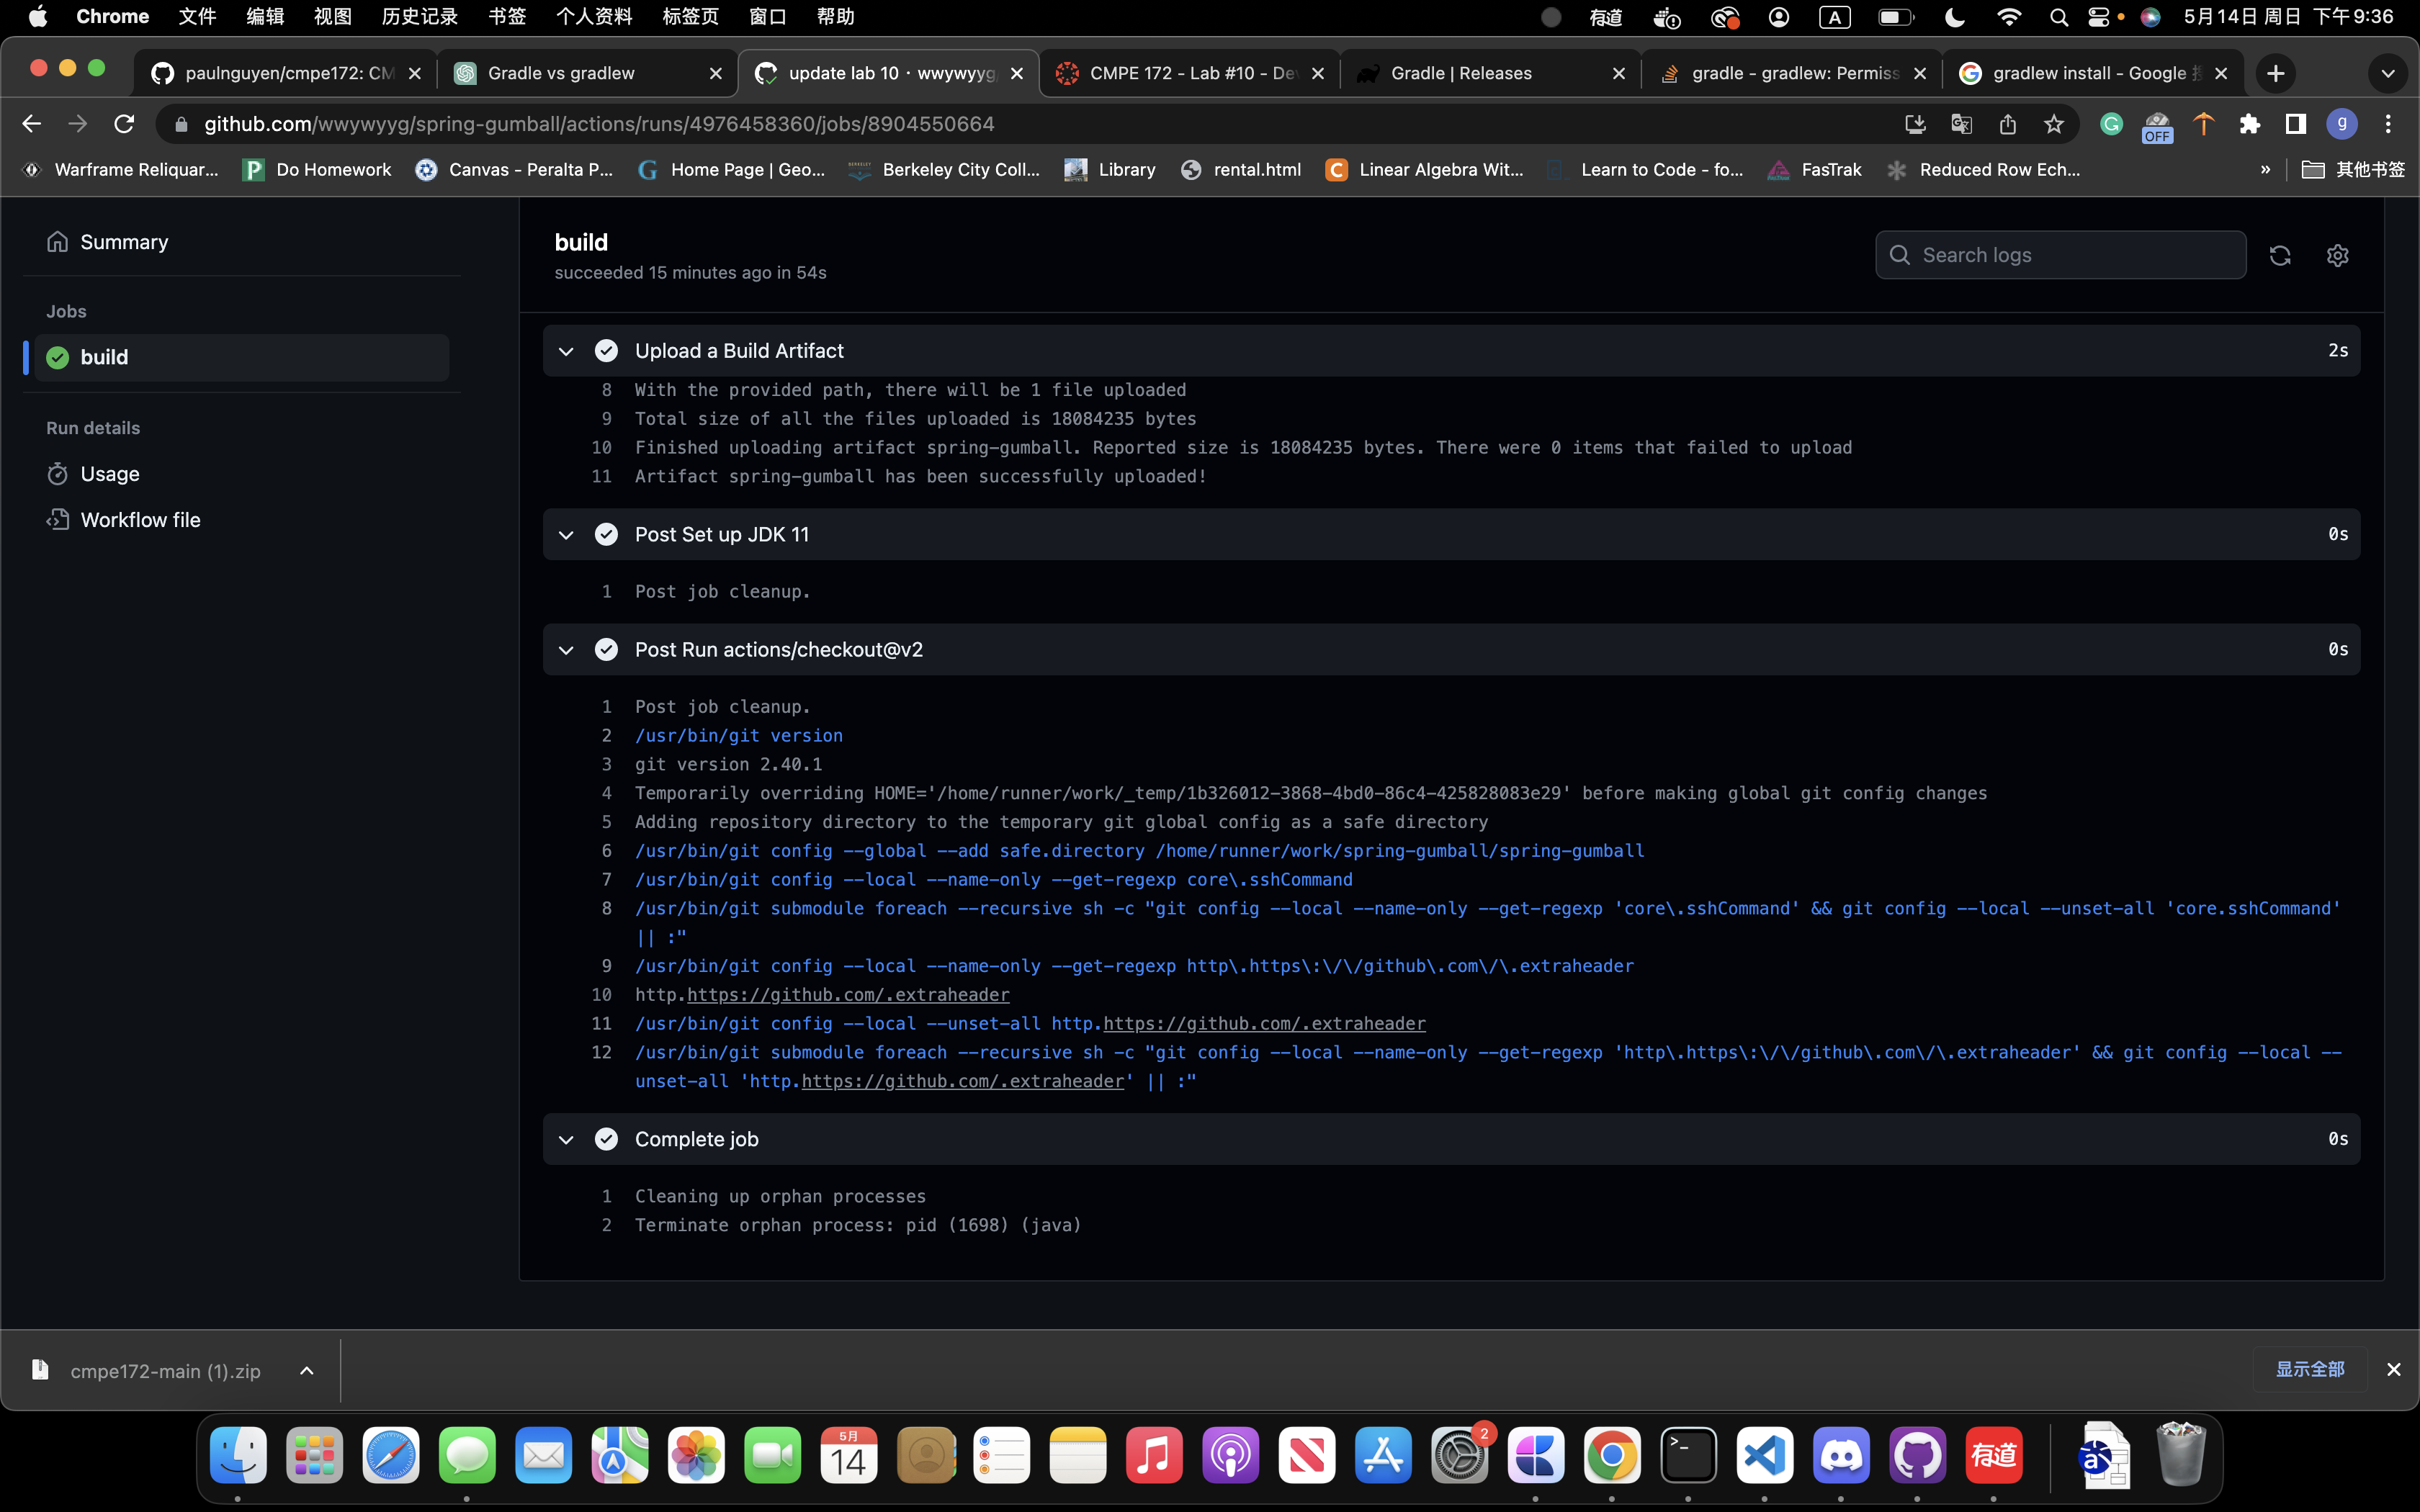 Chrome 文件 编辑 视图 历史记录 书签 个人资料 标签页 窗口 帮助 有道 A 5月14日 周日 下午9:36
paulnguyen/cmpe172: CM
Gradle vs gradlew
update lab 10 · wwywyyg
CMPE 172 - Lab #10 - De
Gradle | Releases
gradle - gradlew: Permiss
gradlew install - Google
github.com/wwywyyg/spring-gumball/actions/runs/4976458360/jobs/8904550664
OFF
g
Warframe Reliquar... Do Homework Canvas - Peralta P... Home Page | Geo... Berkeley City Coll... Library rental.html Linear Algebra Wit... Learn to Code - fo... FasTrak Reduced Row Ech... » 其他书签
Summary
Jobs
build
Run details
Usage
Workflow file
build
succeeded 15 minutes ago in 54s
Search logs
Upload a Build Artifact 2s
8 With the provided path, there will be 1 file uploaded
9 Total size of all the files uploaded is 18084235 bytes
10 Finished uploading artifact spring-gumball. Reported size is 18084235 bytes. There were 0 items that failed to upload
11 Artifact spring-gumball has been successfully uploaded!
Post Set up JDK 11 0s
1 Post job cleanup.
Post Run actions/checkout@v2 0s
1 Post job cleanup.
2 /usr/bin/git version
3 git version 2.40.1
4 Temporarily overriding HOME='/home/runner/work/_temp/1b326012-3868-4bd0-86c4-425828083e29' before making global git config changes
5 Adding repository directory to the temporary git global config as a safe directory
6 /usr/bin/git config --global --add safe.directory /home/runner/work/spring-gumball/spring-gumball
7 /usr/bin/git config --local --name-only --get-regexp core\.sshCommand
8 /usr/bin/git submodule foreach --recursive sh -c "git config --local --name-only --get-regexp 'core\.sshCommand' && git config --local --unset-all 'core.sshCommand'
|| :"
9 /usr/bin/git config --local --name-only --get-regexp http\.https\:\/\/github\.com\/\.extraheader
10 http.https://github.com/.extraheader
11 /usr/bin/git config --local --unset-all http.https://github.com/.extraheader
12 /usr/bin/git submodule foreach --recursive sh -c "git config --local --name-only --get-regexp 'http\.https\:\/\/github\.com\/\.extraheader' && git config --local --
unset-all 'http.https://github.com/.extraheader' || :"
Complete job 0s
1 Cleaning up orphan processes
2 Terminate orphan process: pid (1698) (java)
cmpe172-main (1).zip
显示全部
5月
14
2
有道